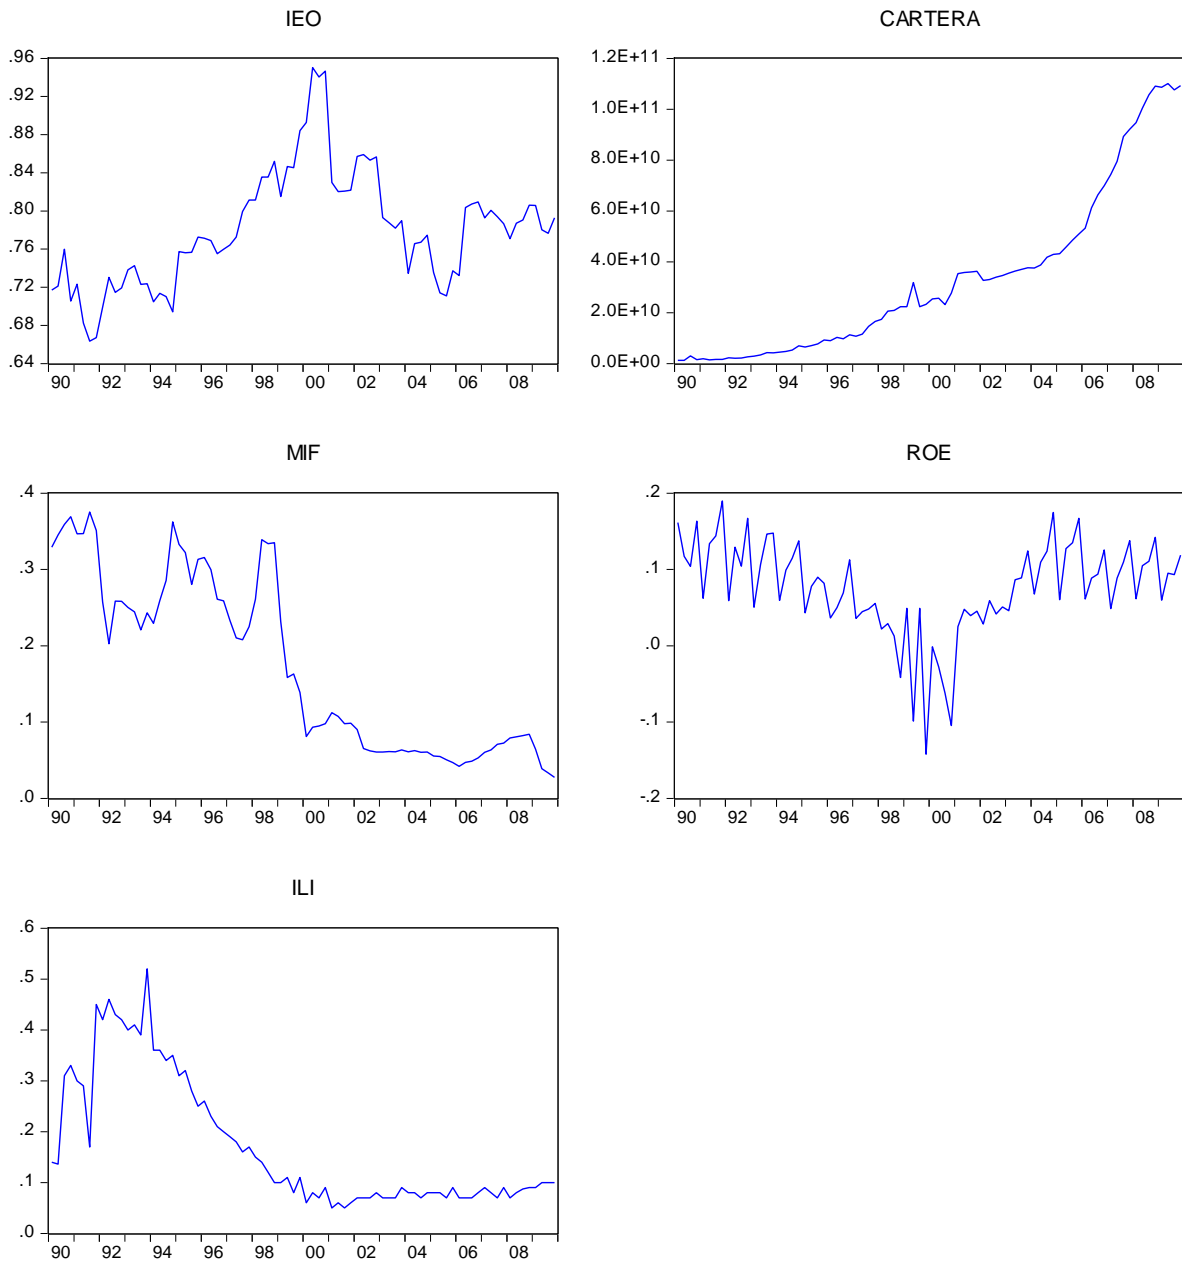 IEO
.96
.92
.88
.84
.80
.76
.72
.68
.64
90 92 94 96 98 00 02 04 06 08
CARTERA
1.2E+11
1.0E+11
8.0E+10
6.0E+10
4.0E+10
2.0E+10
0.0E+00
90 92 94 96 98 00 02 04 06 08
MIF
.4
.3
.2
.1
.0
90 92 94 96 98 00 02 04 06 08
ROE
.2
.1
.0
-.1
-.2
90 92 94 96 98 00 02 04 06 08
ILI
.6
.5
.4
.3
.2
.1
.0
90 92 94 96 98 00 02 04 06 08